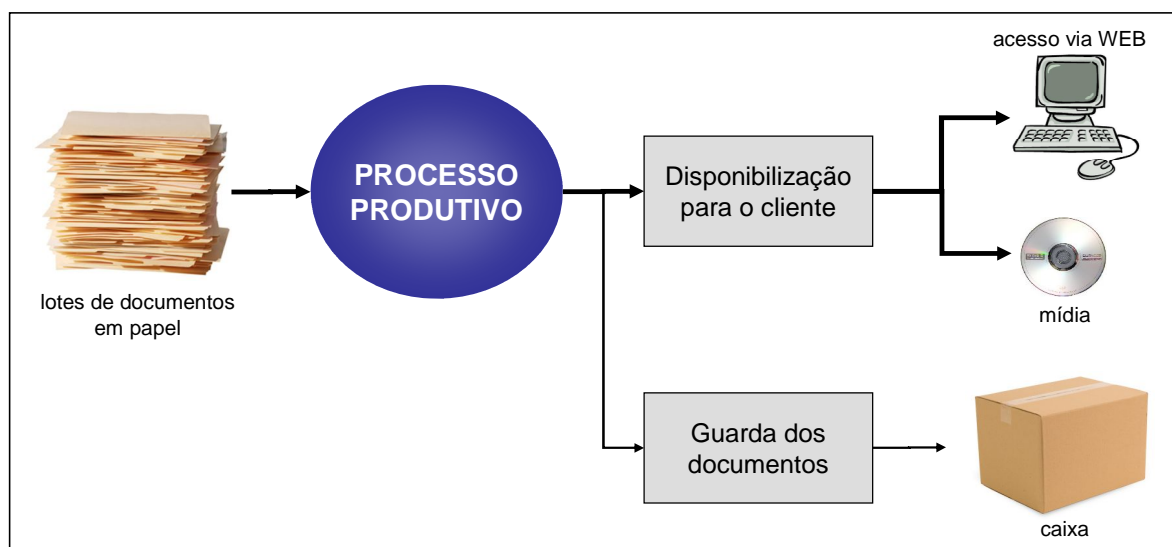 acesso via WEB
lotes de documentos
em papel
PROCESSO
PRODUTIVO
Disponibilização
para o cliente
mídia
Guarda dos
documentos
caixa